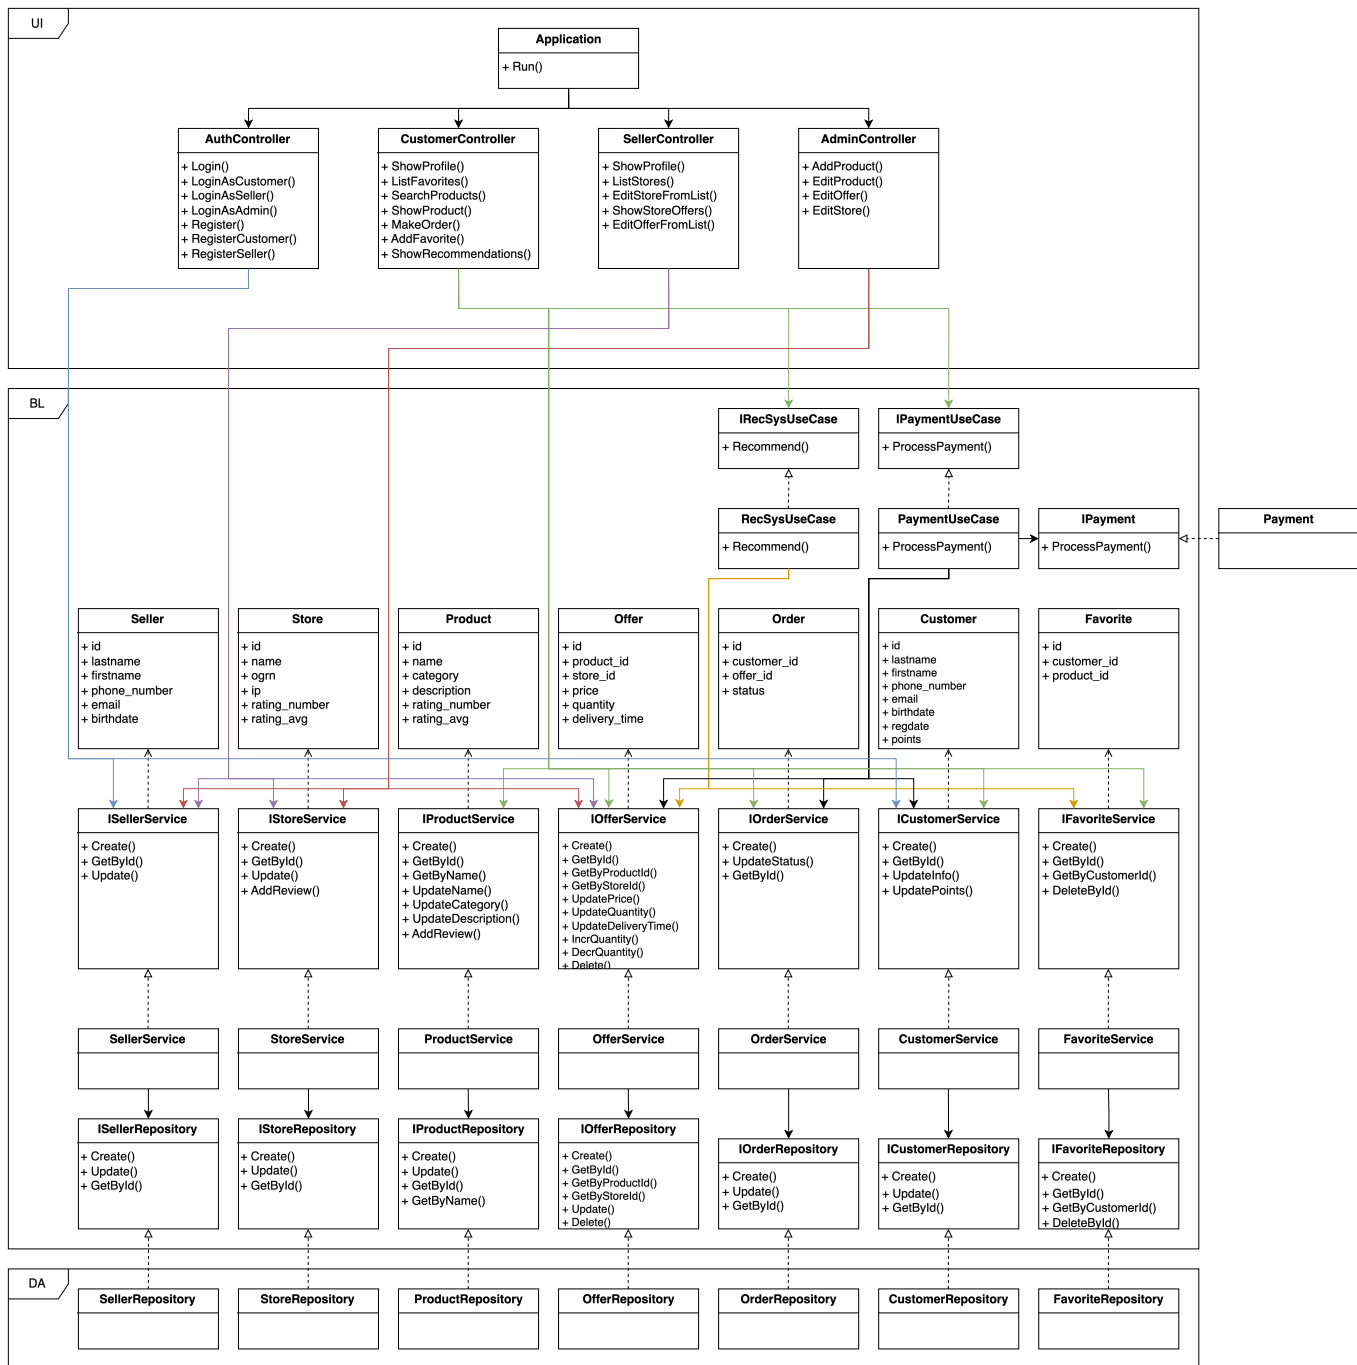 UI
Application
+ Run()
AuthController
+ Login()
+ LoginAsCustomer()
+ LoginAsSeller()
+ LoginAsAdmin()
+ Register()
+ RegisterCustomer()
+ RegisterSeller()
CustomerController
+ ShowProfile()
+ ListFavorites()
+ SearchProducts()
+ ShowProduct()
+ MakeOrder()
+ AddFavorite()
+ ShowRecommendations()
SellerController
+ ShowProfile()
+ ListStores()
+ EditStoreFromList()
+ ShowStoreOffers()
+ EditOfferFromList()
AdminController
+ AddProduct()
+ EditProduct()
+ EditOffer()
+ EditStore()
BL
IRecSysUseCase
+ Recommend()
IPaymentUseCase
+ ProcessPayment()
RecSysUseCase
+ Recommend()
PaymentUseCase
+ ProcessPayment()
IPayment
+ ProcessPayment()
Payment
Seller
+ id
+ lastname
+ firstname
+ phone_number
+ email
+ birthdate
Store
+ id
+ name
+ ogrn
+ ip
+ rating_number
+ rating_avg
Product
+ id
+ name
+ category
+ description
+ rating_number
+ rating_avg
Offer
+ id
+ product_id
+ store_id
+ price
+ quantity
+ delivery_time
Order
+ id
+ customer_id
+ offer_id
+ status
Customer
+ id
+ lastname
+ firstname
+ phone_number
+ email
+ birthdate
+ regdate
+ points
Favorite
+ id
+ customer_id
+ product_id
ISellerService
+ Create()
+ GetById()
+ Update()
IStoreService
+ Create()
+ GetById()
+ Update()
+ AddReview()
IProductService
+ Create()
+ GetById()
+ GetByName()
+ UpdateName()
+ UpdateCategory()
+ UpdateDescription()
+ AddReview()
IOfferService
+ Create()
+ GetById()
+ GetByProductId()
+ GetByStoreId()
+ UpdatePrice()
+ UpdateQuantity()
+ UpdateDeliveryTime()
+ IncrQuantity()
+ DecrQuantity()
+ Delete()
IOrderService
+ Create()
+ UpdateStatus()
+ GetById()
ICustomerService
+ Create()
+ GetById()
+ UpdateInfo()
+ UpdatePoints()
IFavoriteService
+ Create()
+ GetById()
+ GetByCustomerId()
+ DeleteById()
SellerService
StoreService
ProductService
OfferService
OrderService
CustomerService
FavoriteService
ISellerRepository
+ Create()
+ Update()
+ GetById()
IStoreRepository
+ Create()
+ Update()
+ GetById()
IProductRepository
+ Create()
+ Update()
+ GetById()
+ GetByName()
IOfferRepository
+ Create()
+ GetById()
+ GetByProductId()
+ GetByStoreId()
+ Update()
+ Delete()
IOrderRepository
+ Create()
+ Update()
+ GetById()
ICustomerRepository
+ Create()
+ Update()
+ GetById()
IFavoriteRepository
+ Create()
+ GetById()
+ GetByCustomerId()
+ DeleteById()
DA
SellerRepository
StoreRepository
ProductRepository
OfferRepository
OrderRepository
CustomerRepository
FavoriteRepository